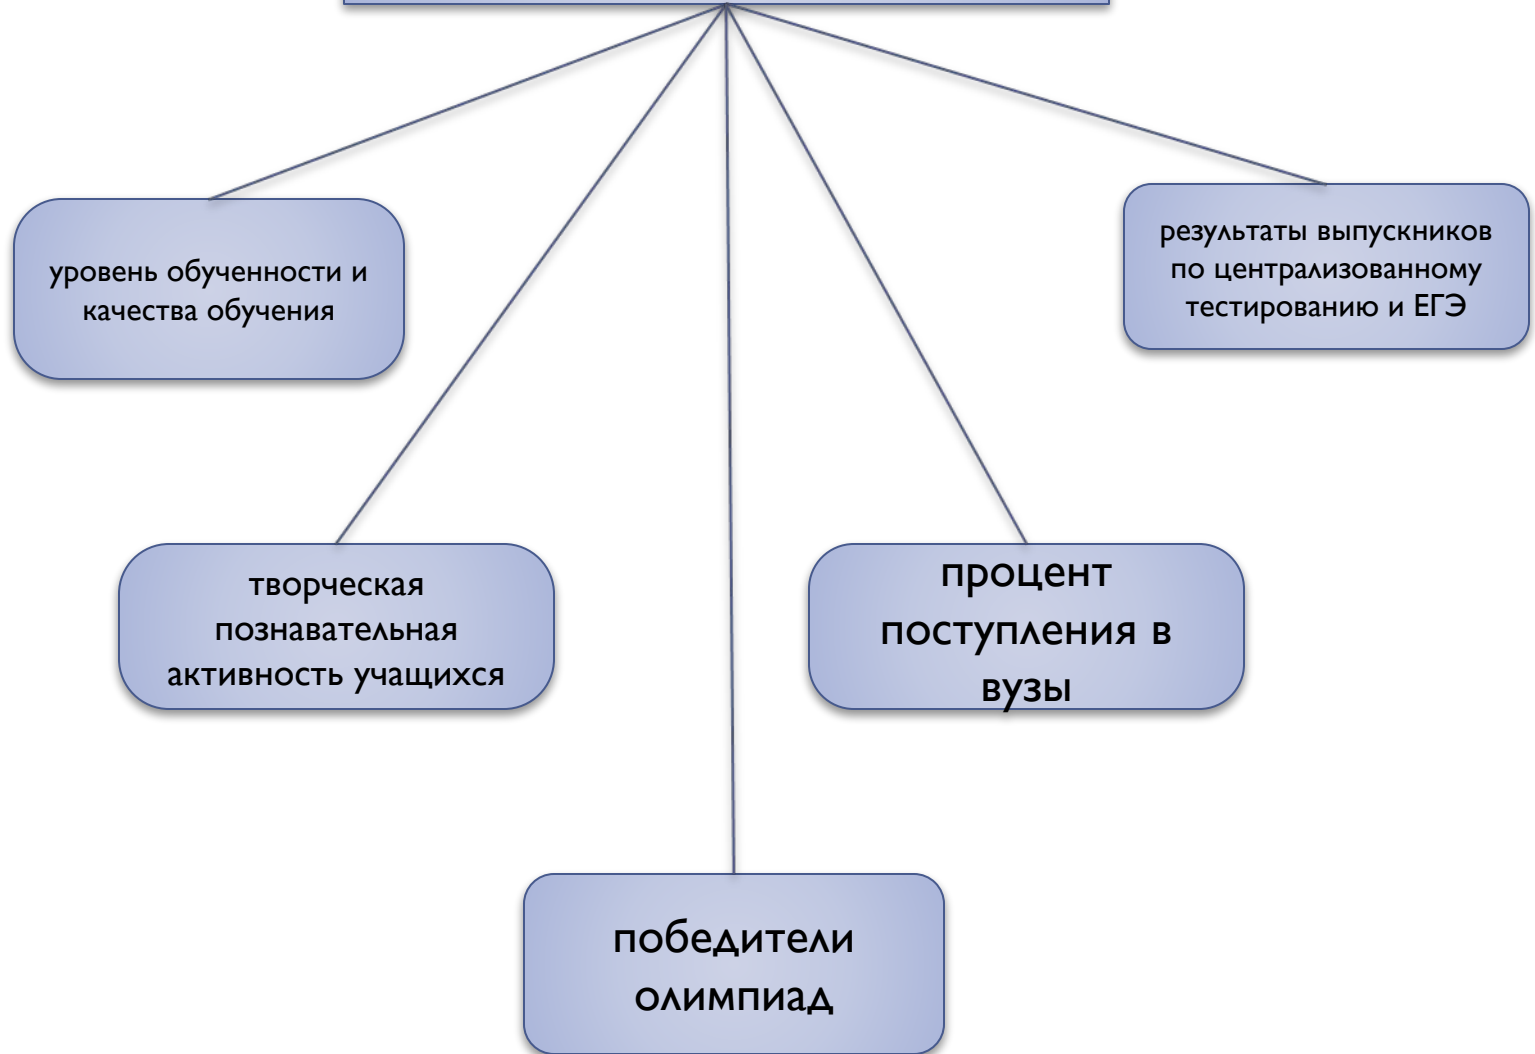 уровень обученности и
качества обучения
результаты выпускников
по централизованному
тестированию и ЕГЭ
творческая
познавательная
активность учащихся
процент
поступления в
вузы
победители
олимпиад